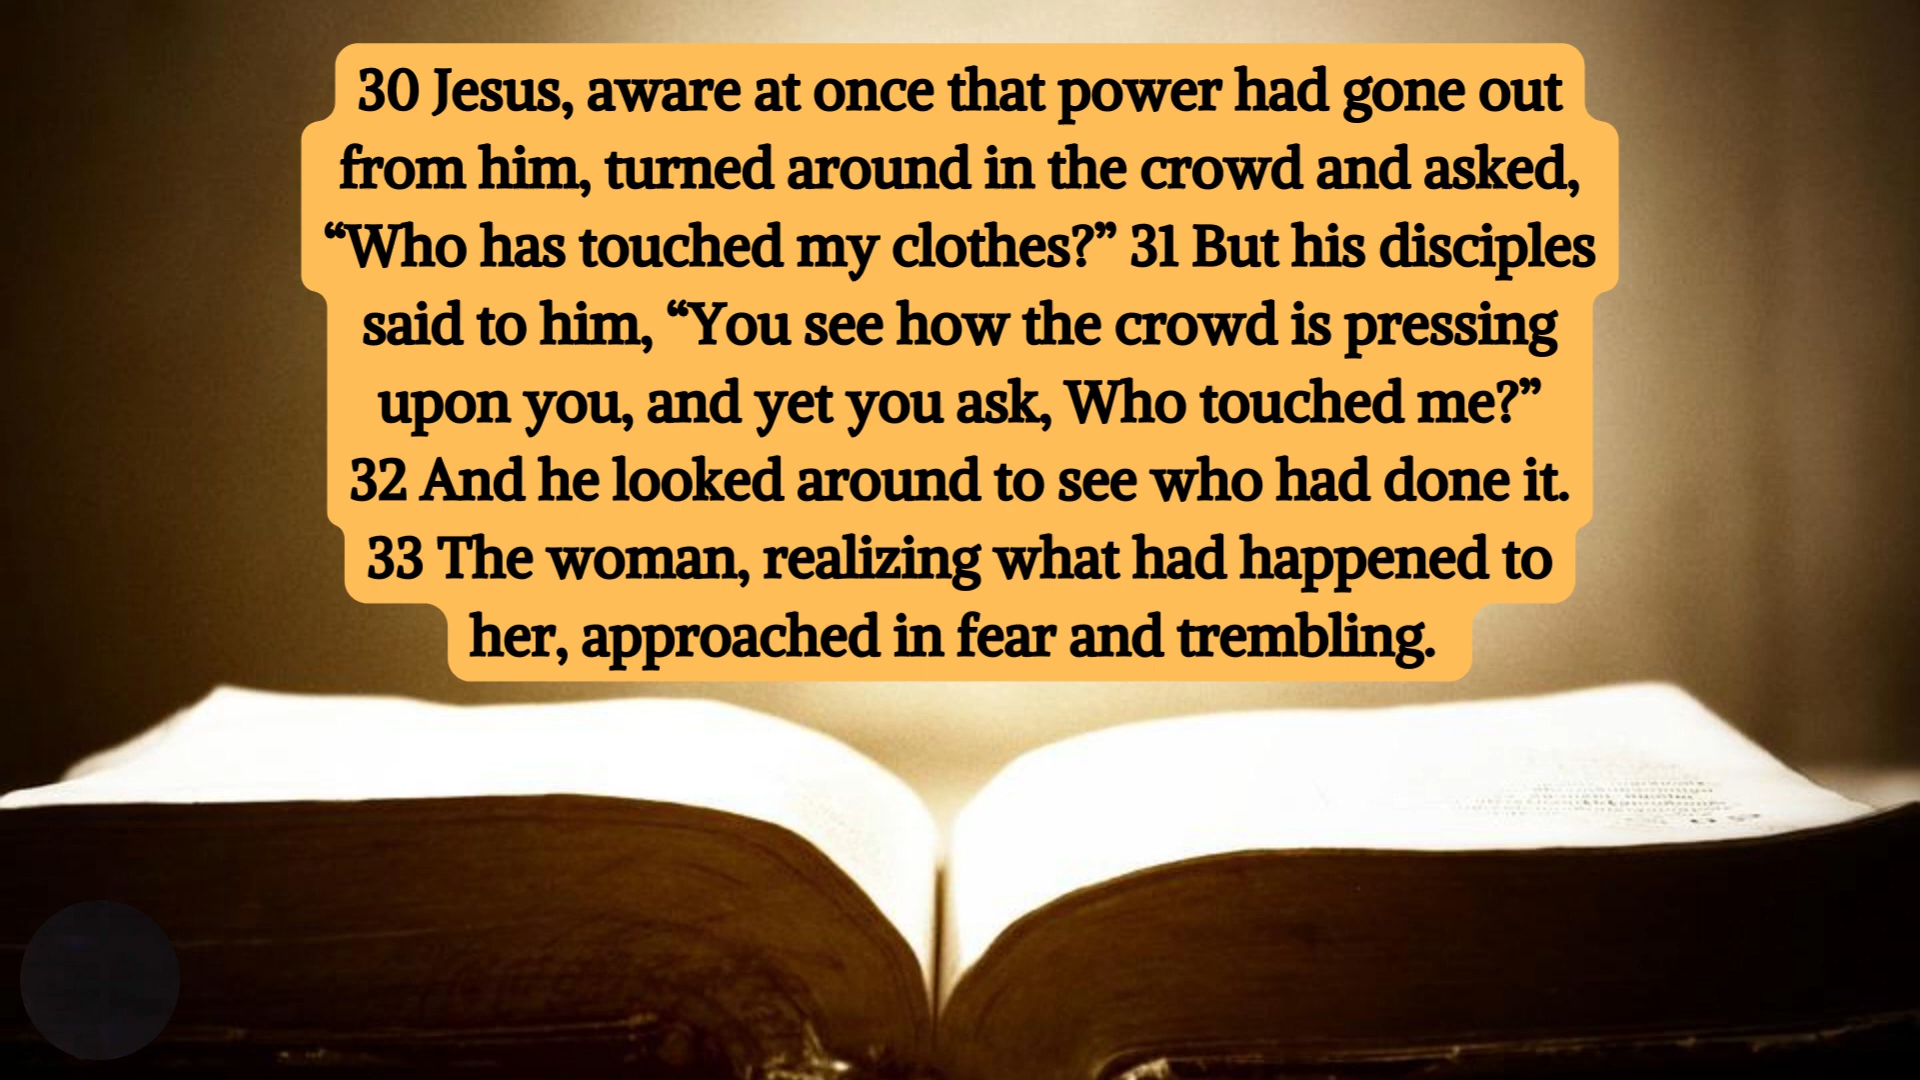 30 Jesus, aware at once that power had gone out
from him, turned around in the crowd and asked,
“Who has touched my clothes?” 31 But his disciples
said to him, “You see how the crowd is pressing
upon you, and yet you ask, Who touched me?”
32 And he looked around to see who had done it.
33 The woman, realizing what had happened to
her, approached in fear and trembling.